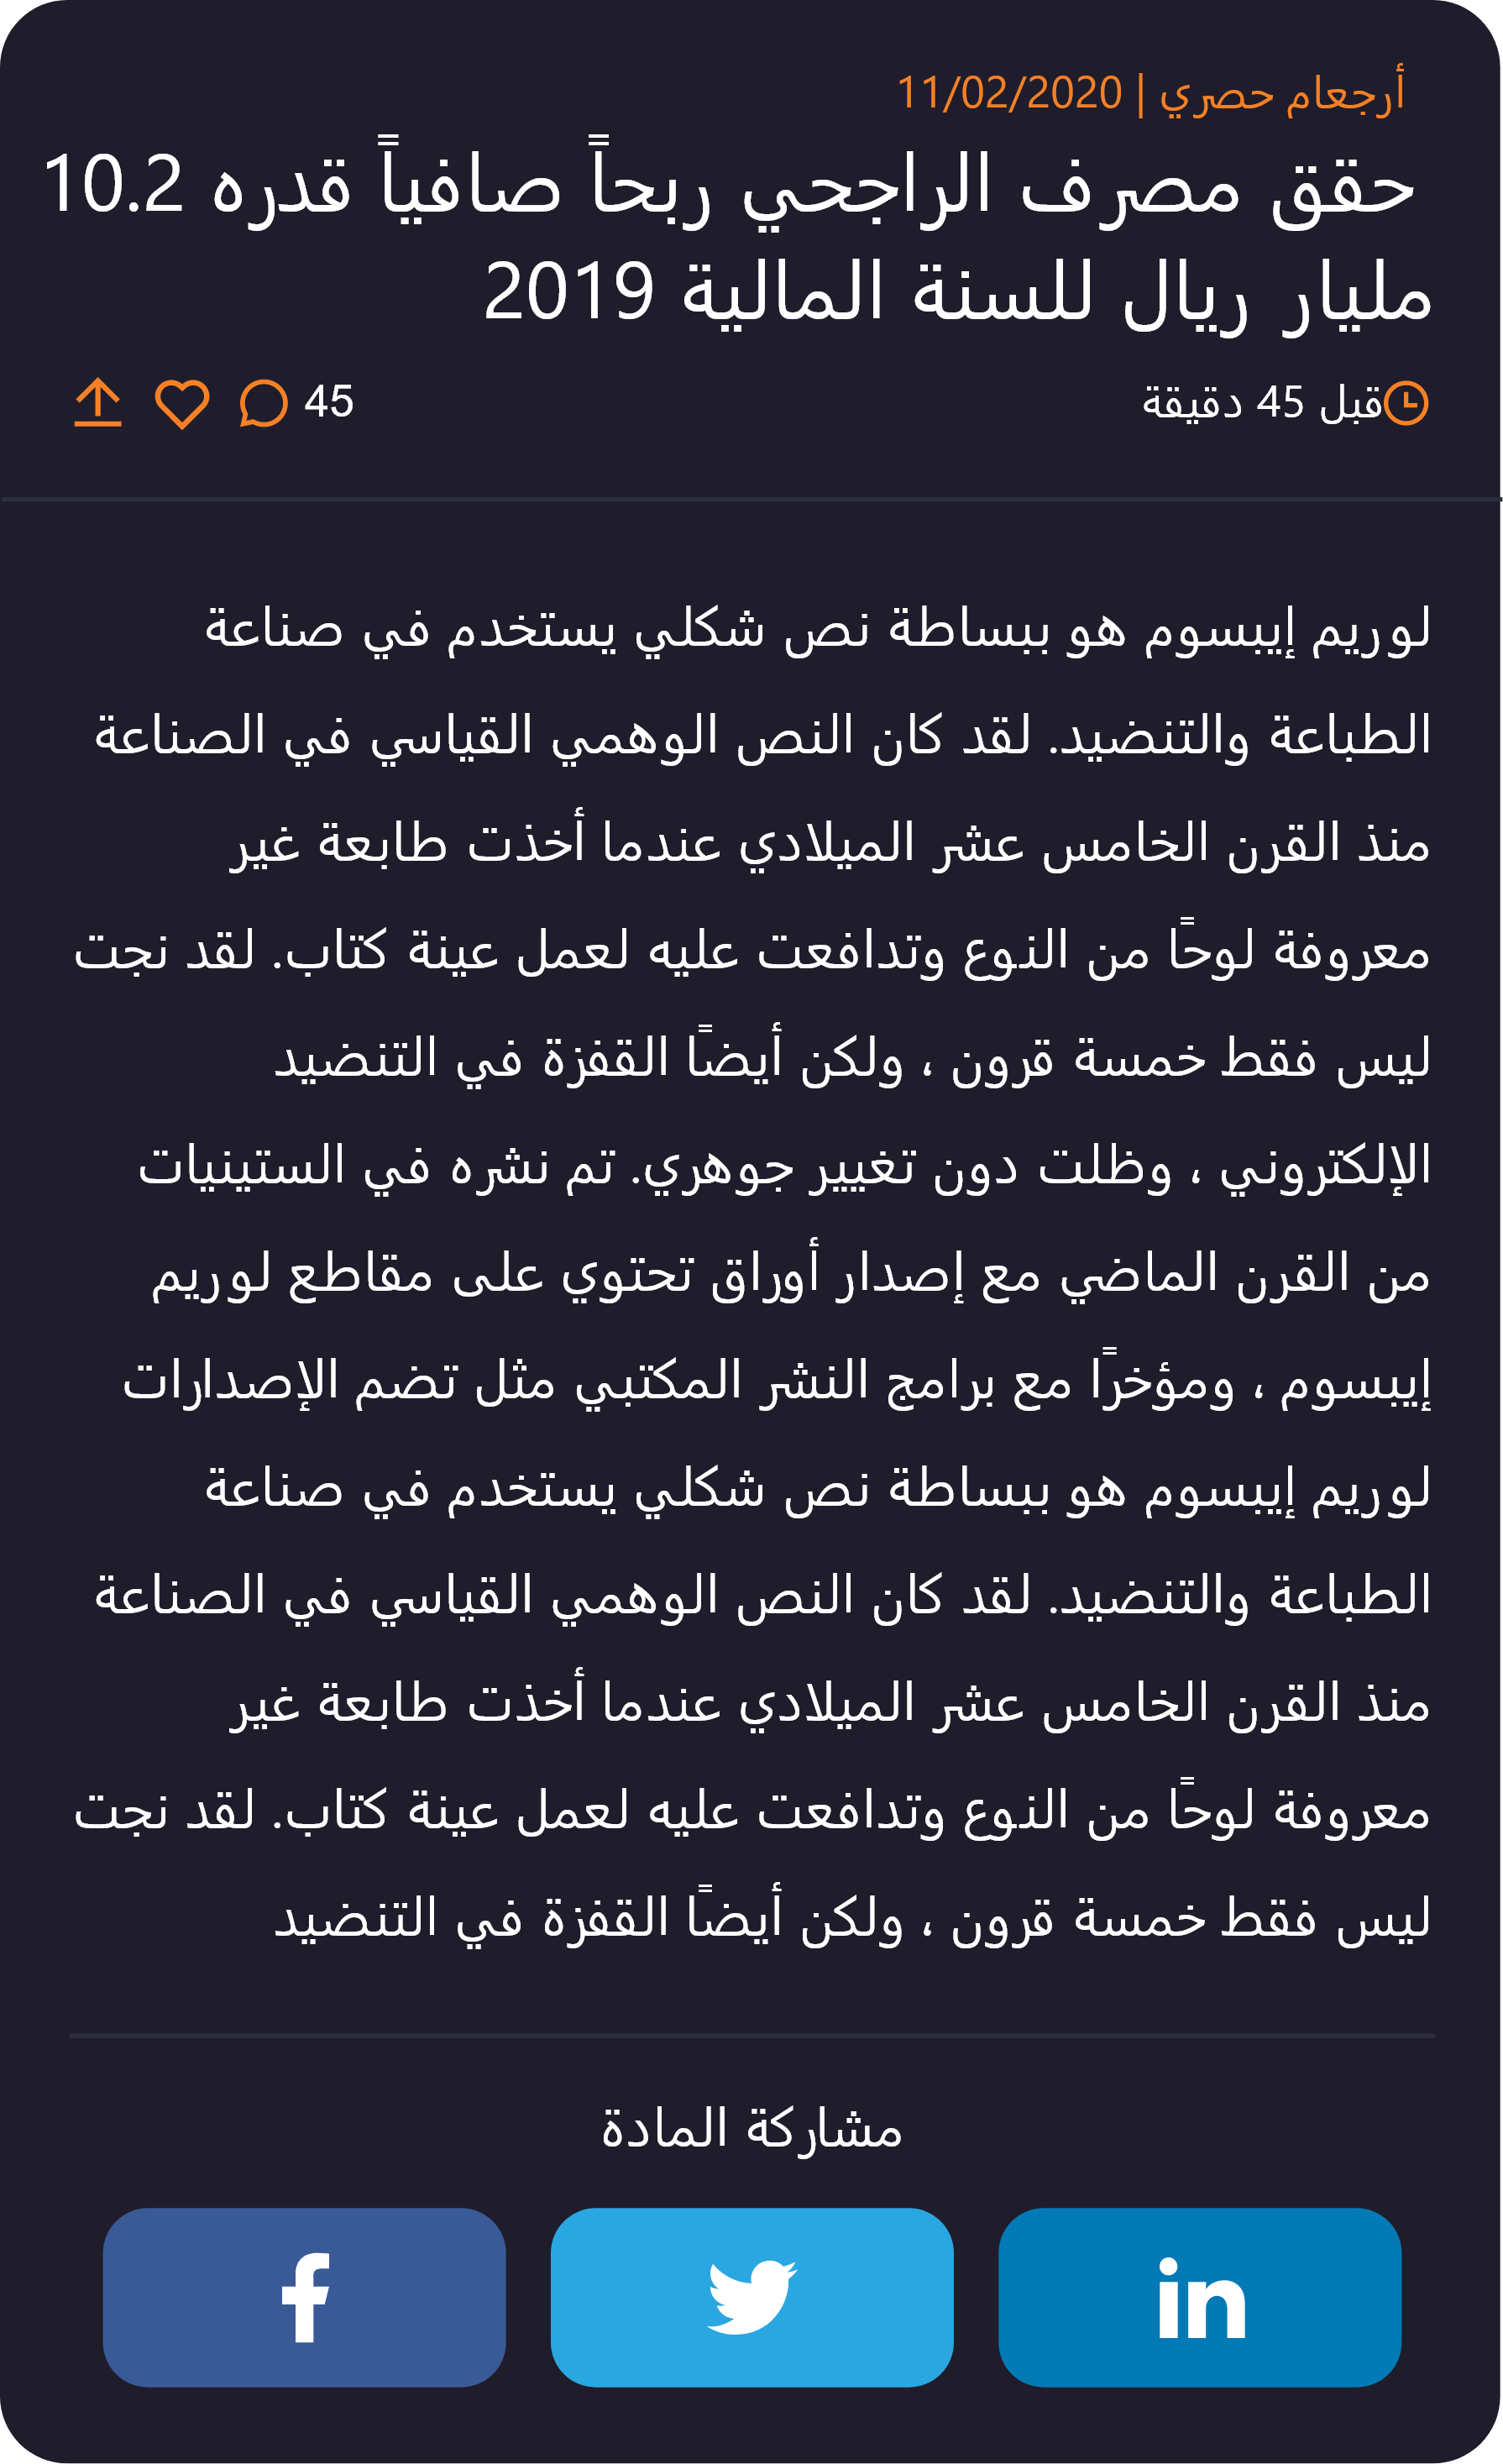 أرجعام حصري | 11/02/2020
حقق مصرف الراجحي ربحاً صافياً قدره 10.2
مليار ريال للسنة المالية 2019
قبل 45 دقيقة
45
لوريم إيبسوم هو ببساطة نص شكلي يستخدم في صناعة
الطباعة والتنضيد. لقد كان النص الوهمي القياسي في الصناعة
منذ القرن الخامس عشر الميلادي عندما أخذت طابعة غير
معروفة لوحًا من النوع وتدافعت عليه لعمل عينة كتاب. لقد نجت
ليس فقط خمسة قرون ، ولكن أيضًا القفزة في التنضيد
الإلكتروني ، وظلت دون تغيير جوهري. تم نشره في الستينيات
من القرن الماضي مع إصدار أوراق تحتوي على مقاطع لوريم
إيبسوم ، ومؤخرًا مع برامج النشر المكتبي مثل تضم الإصدارات
لوريم إيبسوم هو ببساطة نص شكلي يستخدم في صناعة
الطباعة والتنضيد. لقد كان النص الوهمي القياسي في الصناعة
منذ القرن الخامس عشر الميلادي عندما أخذت طابعة غير
معروفة لوحًا من النوع وتدافعت عليه لعمل عينة كتاب. لقد نجت
ليس فقط خمسة قرون ، ولكن أيضًا القفزة في التنضيد
مشاركة المادة